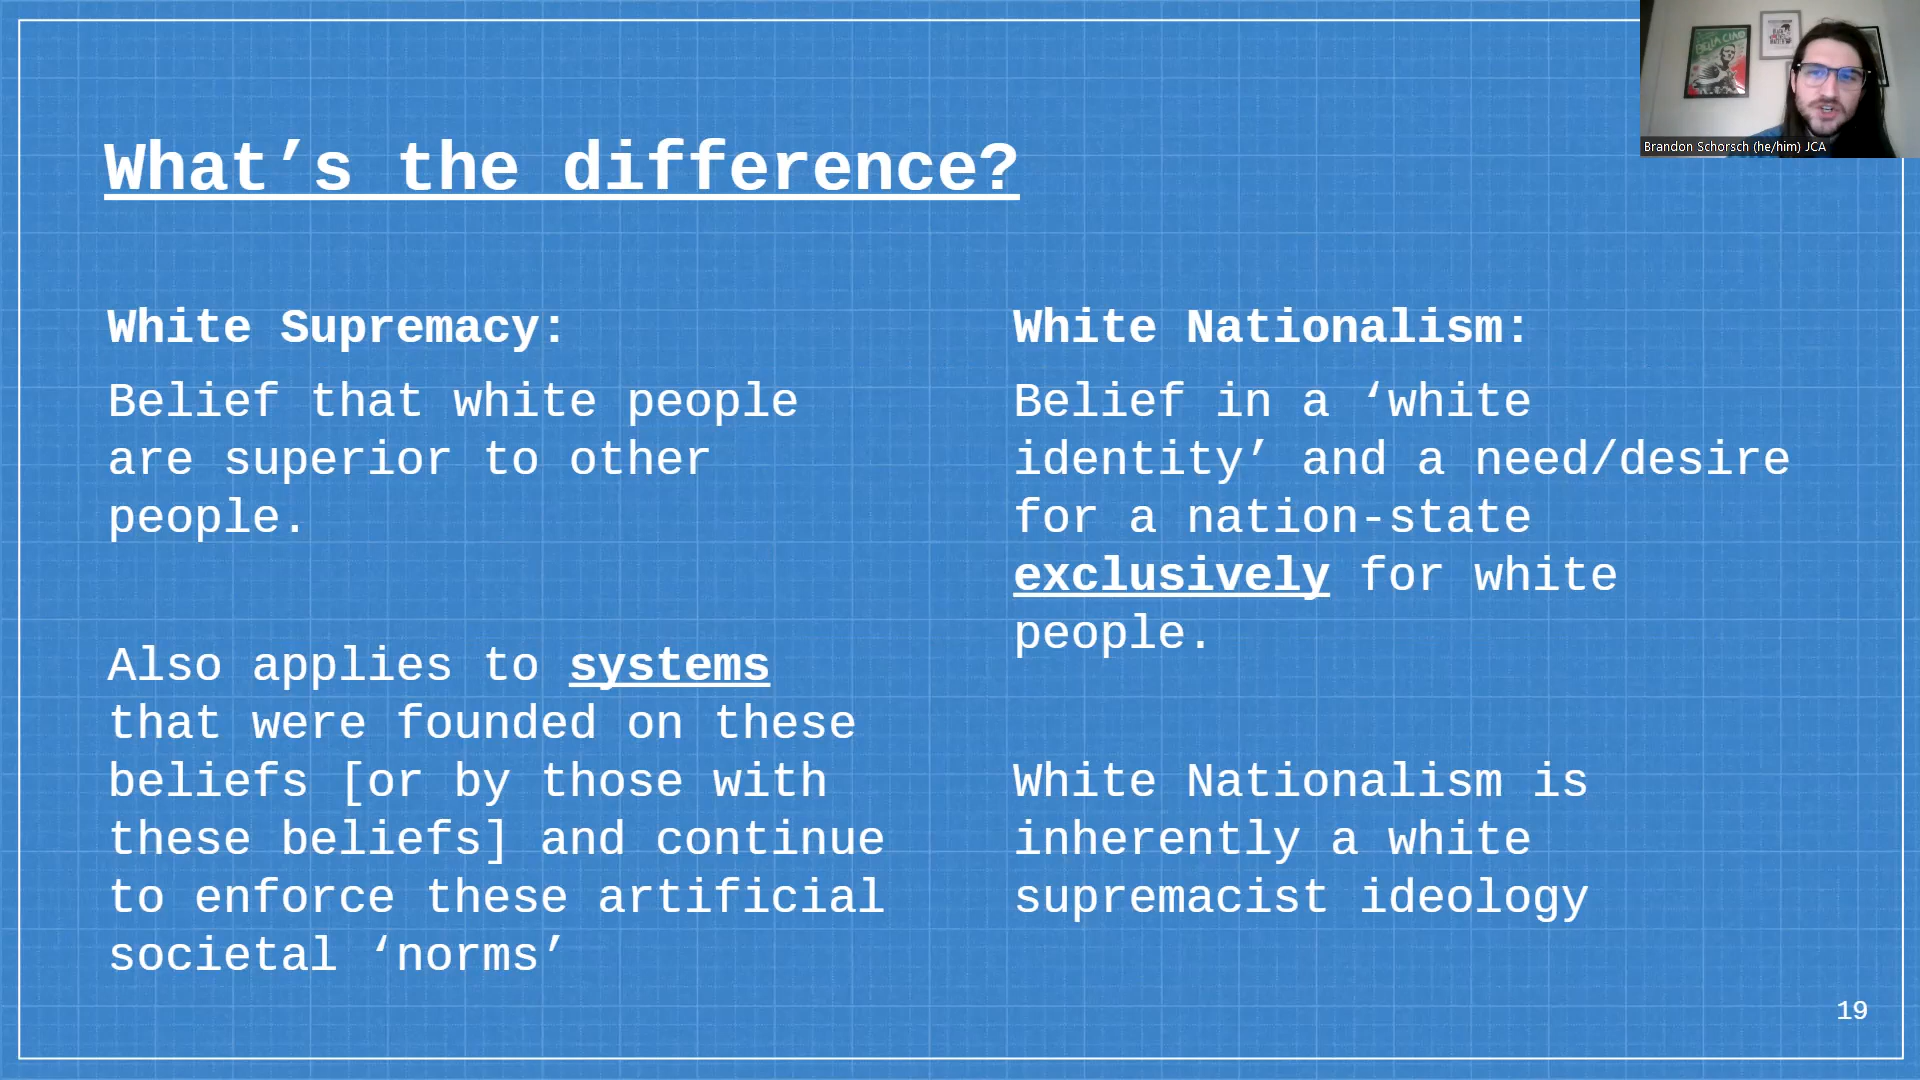 What’s the difference?
White Supremacy:
Belief that white people
are superior to other
people.
Also applies to systems
that were founded on these
beliefs [or by those with
these beliefs] and continue
to enforce these artificial
societal ‘norms’
White Nationalism:
Belief in a ‘white
identity’ and a need/desire
for a nation-state
exclusively for white
people.
White Nationalism is
inherently a white
supremacist ideology
19
BELLA CIAO
Brandon Schorsch (he/him) JCA